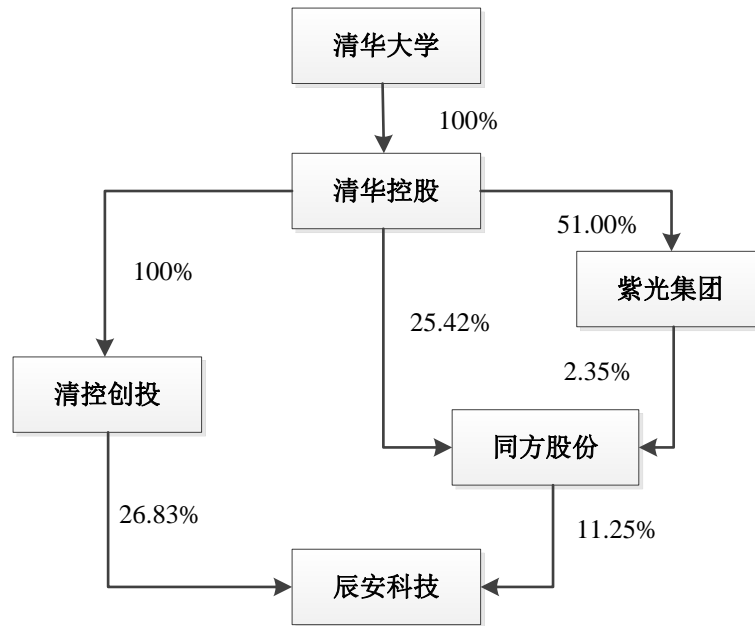 清华大学
100%
清华控股
51.00%
100%
紫光集团
25.42%
2.35%
清控创投
同方股份
26.83%
11.25%
辰安科技